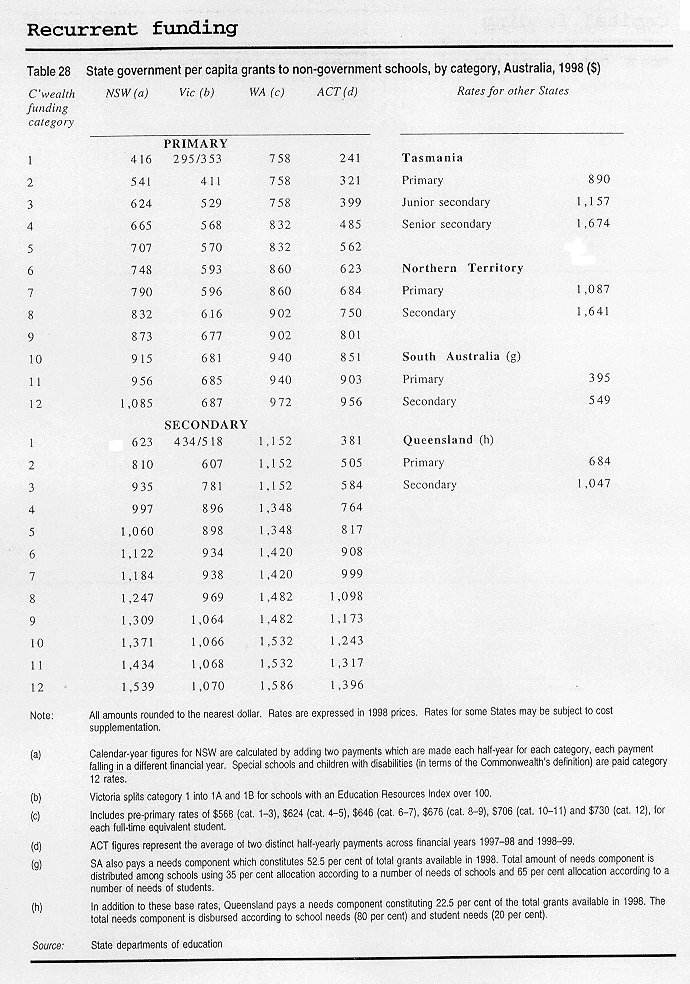 Recurrent funding
Table 28 State government per capita grants to non-government schools, by category, Australia, 1998 ($)
C'wealth funding category NSW (a) Vic (b) WA (c) ACT (d) Rates for other States
PRIMARY
1 416 295/353 758 241 Tasmania
2 541 411 758 321 Primary 890
3 624 529 758 399 Junior secondary 1,157
4 665 568 832 485 Senior secondary 1,674
5 707 570 832 562
6 748 593 860 623 Northern Territory
7 790 596 860 684 Primary 1,087
8 832 616 902 750 Secondary 1,641
9 873 677 902 801
10 915 681 940 851 South Australia (g)
11 956 685 940 903 Primary 395
12 1,085 687 972 956 Secondary 549
SECONDARY
1 623 434/518 1,152 381 Queensland (h)
2 810 607 1,152 505 Primary 684
3 935 781 1,152 584 Secondary 1,047
4 997 896 1,348 764
5 1,060 898 1,348 817
6 1,122 934 1,420 908
7 1,184 938 1,420 999
8 1,247 969 1,482 1,098
9 1,309 1,064 1,482 1,173
10 1,371 1,066 1,532 1,243
11 1,434 1,068 1,532 1,317
12 1,539 1,070 1,586 1,396
Note: All amounts rounded to the nearest dollar. Rates are expressed in 1998 prices. Rates for some States may be subject to cost
supplementation.
(a) Calendar-year figures for NSW are calculated by adding two payments which are made each half-year for each category, each payment
falling in a different financial year. Special schools and children with disabilities (in terms of the Commonwealth's definition) are paid category
12 rates.
(b) Victoria splits category 1 into 1A and 1B for schools with an Education Resources Index over 100.
(c) Includes pre-primary rates of $568 (cat. 1–3), $624 (cat. 4–5), $646 (cat. 6–7), $676 (cat. 8–9), $706 (cat. 10–11) and $730 (cat. 12), for
each full-time equivalent student.
(d) ACT figures represent the average of two distinct half-yearly payments across financial years 1997–98 and 1998–99.
(g) SA also pays a needs component which constitutes 52.5 per cent of total grants available in 1998. Total amount of needs component is
distributed among schools using 35 per cent allocation according to a number of needs of schools and 65 per cent allocation according to a
number of needs of students.
(h) In addition to these base rates, Queensland pays a needs component constituting 22.5 per cent of the total grants available in 1998. The
total needs component is disbursed according to school needs (80 per cent) and student needs (20 per cent).
Source: State departments of education